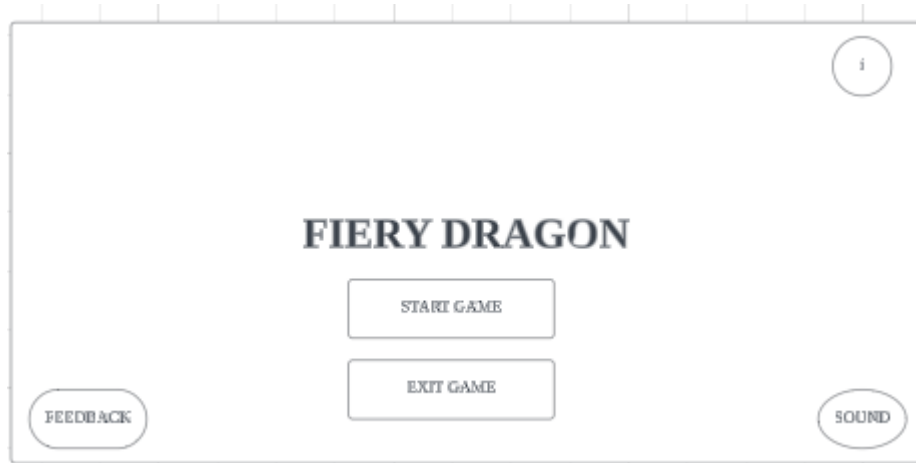 i
FIERY DRAGON
START GAME
EXIT GAME
FEEDBACK
SOUND